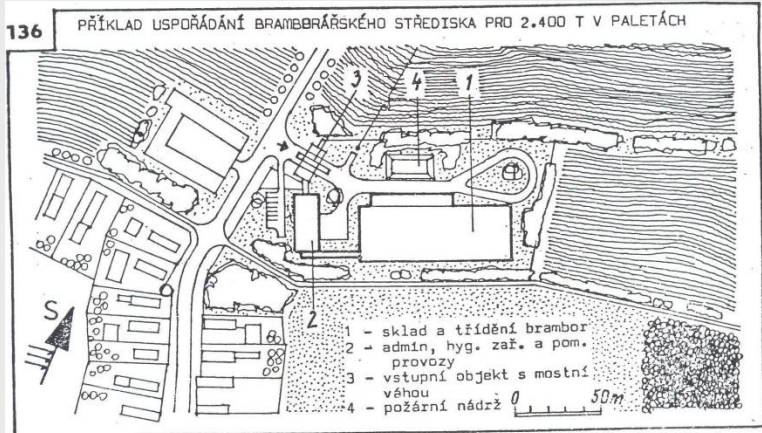 136
PŘÍKLAD USPOŘÁDÁNÍ BRAMBORÁŘSKÉHO STŘEDISKA PRO 2.400 T V PALETÁCH
3 4 1
2
S
1 - sklad a třídění brambor
2 - admin, hyg. zař. a pom.
provozy
3 - vstupní objekt s mostní
váhou
4 - požární nádrž
0 50m